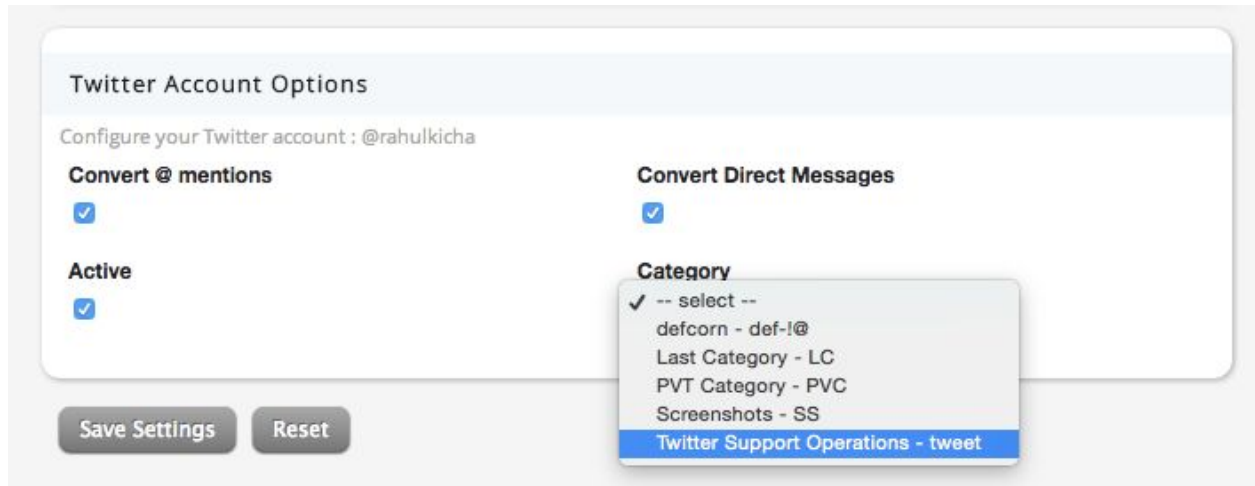 Twitter Account Options
Configure your Twitter account : @rahulkicha
Convert @ mentions
Convert Direct Messages
Active
Category
-- select --
defcorn - def-!@
Last Category - LC
PVT Category - PVC
Screenshots - SS
Twitter Support Operations - tweet
Save Settings
Reset